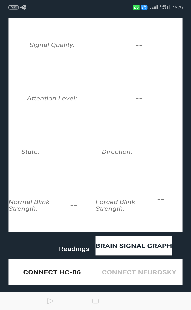 Signal Quality: --
Attention Level: --
State: Direction:
Normal Blink Strength: -- Forced Blink Strength: --
Readings BRAIN SIGNAL GRAPH
CONNECT HC-06 CONNECT NEUROSKY